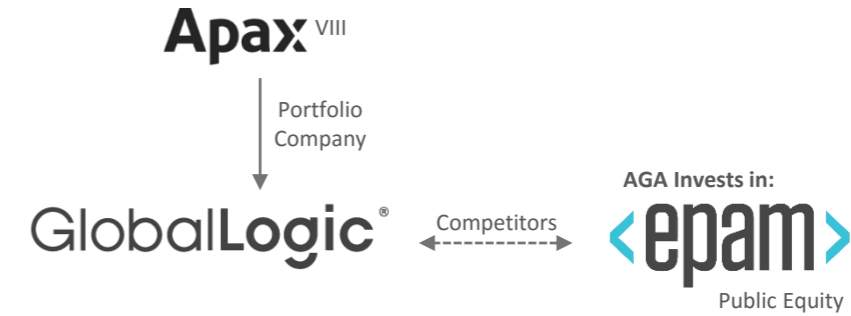 Apax VIII
Portfolio
Company
AGA Invests in:
GlobalLogic®
Competitors
<epam>
Public Equity